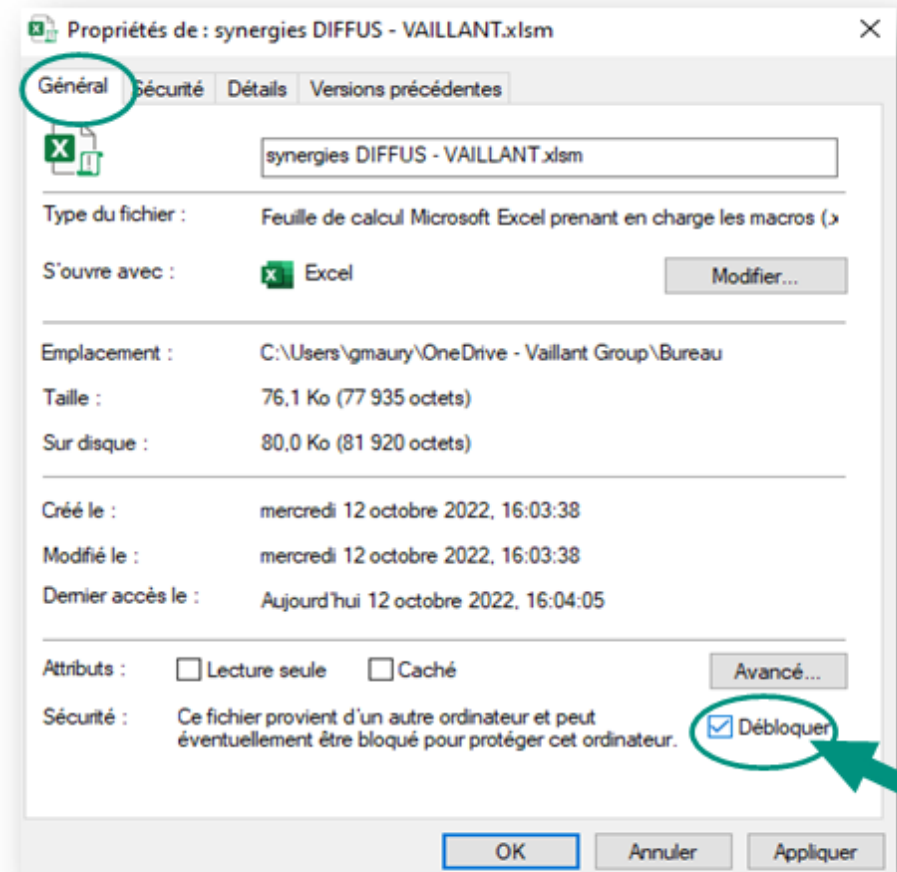 Propriétés de : synergies DIFFUS - VAILLANT.xlsm
Général Sécurité Détails Versions précédentes
synergies DIFFUS - VAILLANT.xlsm
Type du fichier : Feuille de calcul Microsoft Excel prenant en charge les macros (.x
S'ouvre avec : Excel Modifier...
Emplacement : C:\Users\gmaury\OneDrive - Vaillant Group\Bureau
Taille : 76,1 Ko (77 935 octets)
Sur disque : 80,0 Ko (81 920 octets)
Créé le : mercredi 12 octobre 2022, 16:03:38
Modifié le : mercredi 12 octobre 2022, 16:03:38
Dernier accès le : Aujourd'hui 12 octobre 2022, 16:04:05
Attributs : Lecture seule Caché Avancé...
Sécurité : Ce fichier provient d'un autre ordinateur et peut
éventuellement être bloqué pour protéger cet ordinateur. Débloquer
OK Annuler Appliquer